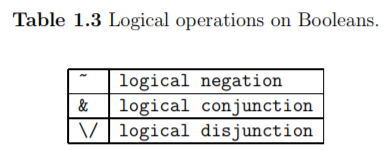 Table 1.3 Logical operations on Booleans.
~ logical negation
& logical conjunction
\/ logical disjunction